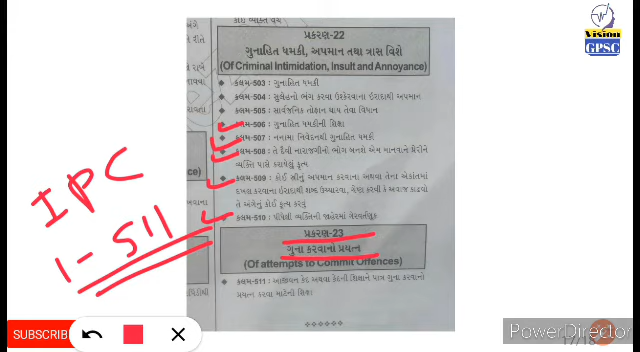 કોઈ વ્યક્તિ વચ
પ્રકરણ-22
ગુનાહિત ધમકી, અપમાન તથા ત્રાસ વિશે
(Of Criminal Intimidation, Insult and Annoyance)
કલમ-503 : ગુનાહિત ધમકી
કલમ-504 : સુલેહનો ભંગ કરવા ઉશ્કેરવાના ઇરાદાથી અપમાન
કલમ-505 : સાર્વજનિક તોફાન થાય તેવા વિધાન
કલમ-506 : ગુનાહિત ધમકીની શિક્ષા
કલમ-507 : નનામા નિવેદનથી ગુનાહિત ધમકી
કલમ-508 : તે દૈવી નારાજગીનો ભોગ બનશે એમ માનવાને પ્રેરીને
વ્યક્તિ પાસે કરાવેલું કૃત્ય
કલમ-509 : કોઈ સ્ત્રીનું અપમાન કરવાના અથવા તેના એકાંતમાં
દખલ કરવાના ઇરાદાથી શબ્દ ઉચ્ચારવા, ચેષ્ટા કરવી કે અવાજ કાઢવો
તે અંગેનું કોઈ કૃત્ય કરવું
કલમ-510 : પીધેલી વ્યક્તિની જાહેરમાં ગેરવર્તણૂક
પ્રકરણ-23
ગુના કરવાનો પ્રયત્ન
(Of attempts to Commit Offences)
કલમ-511 : આજીવન કેદ અથવા કેદની શિક્ષાને પાત્ર ગુના કરવાનો
પ્રયત્ન કરવા માટેની શિક્ષા
IPC
1-511
Vision
GPSC
SUBSCRIBE
PowerDirector